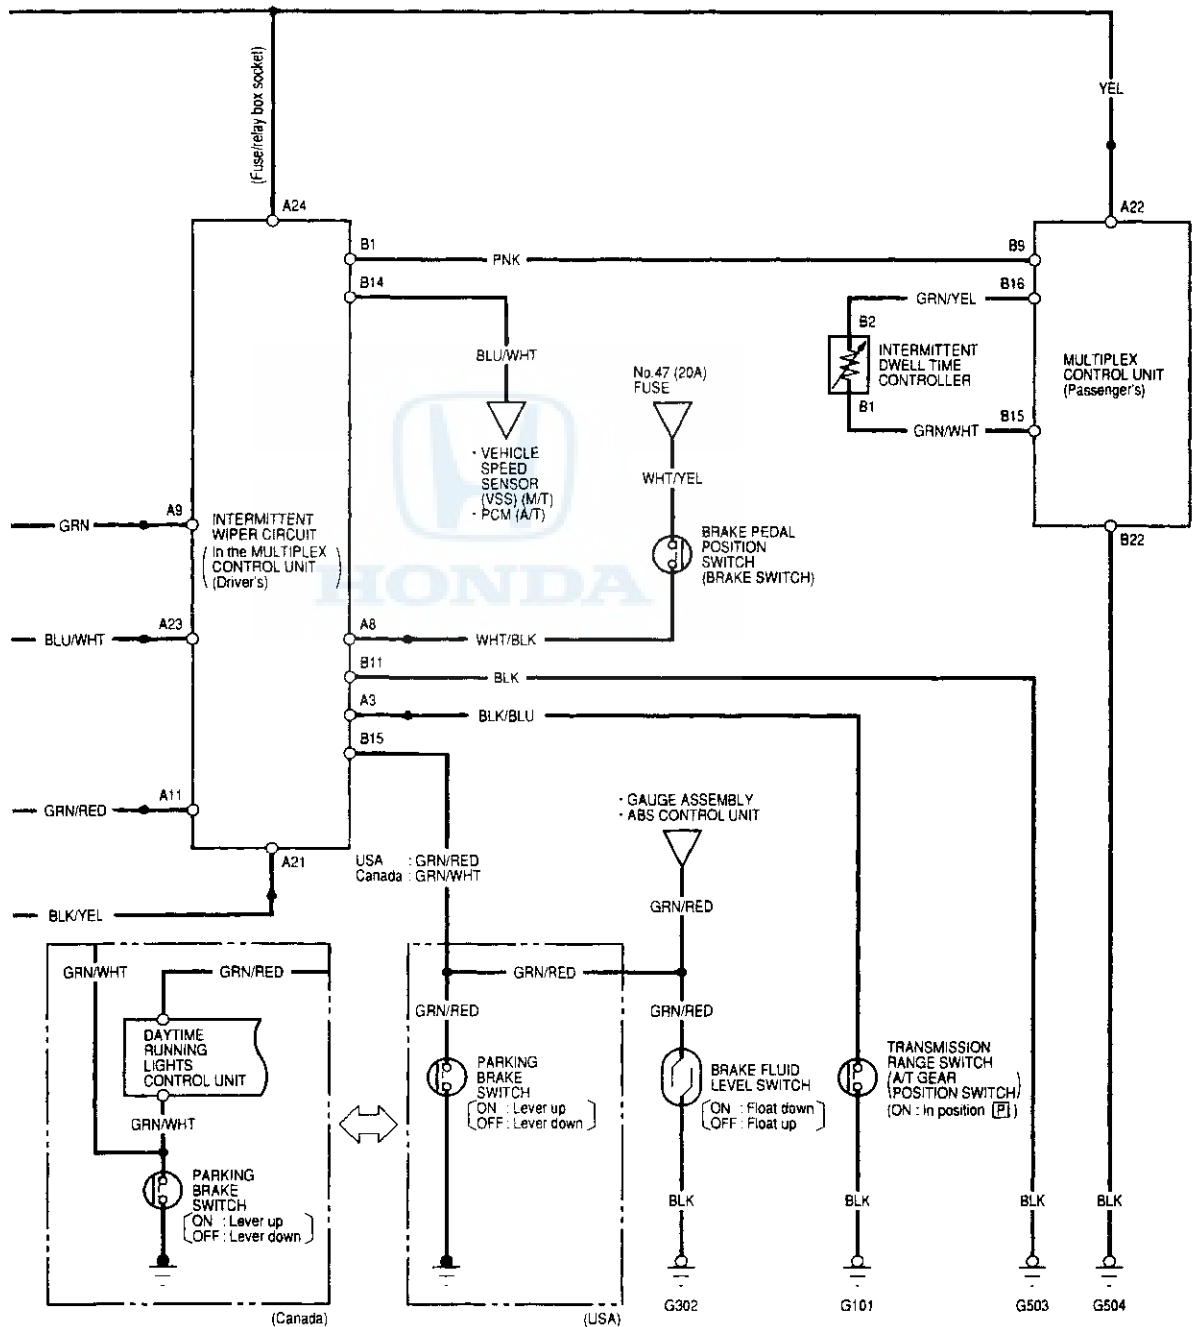 (Fuse/relay box socket)
YEL
A24
A22
B1
PNK
B9
B14
B16
GRN/YEL
B2
BLU/WHT
INTERMITTENT
DWELL TIME
CONTROLLER
MULTIPLEX
CONTROL UNIT
(Passenger's)
No.47 (20A)
FUSE
B1
GRN/WHT
B15
· VEHICLE
SPEED
SENSOR
(VSS) (M/T)
· PCM (A/T)
WHT/YEL
A9
GRN
INTERMITTENT
WIPER CIRCUIT
(In the MULTIPLEX
CONTROL UNIT
(Driver's))
BRAKE PEDAL
POSITION
SWITCH
(BRAKE SWITCH)
B22
HONDA
A23
BLU/WHT
A8
WHT/BLK
B11
BLK
A3
BLK/BLU
B15
A11
GRN/RED
· GAUGE ASSEMBLY
· ABS CONTROL UNIT
A21
USA : GRN/RED
Canada : GRN/WHT
BLK/YEL
GRN/RED
GRN/WHT
GRN/RED
GRN/RED
GRN/RED
GRN/RED
DAYTIME
RUNNING
LIGHTS
CONTROL UNIT
GRN/WHT
PARKING
BRAKE
SWITCH
[ON : Lever up
OFF : Lever down]
BRAKE FLUID
LEVEL SWITCH
[ON : Float down
OFF : Float up]
TRANSMISSION
RANGE SWITCH
(A/T GEAR
POSITION SWITCH)
(ON : In position P)
PARKING
BRAKE
SWITCH
[ON : Lever up
OFF : Lever down]
BLK
BLK
BLK
BLK
G302
G101
G503
G504
(Canada)
(USA)